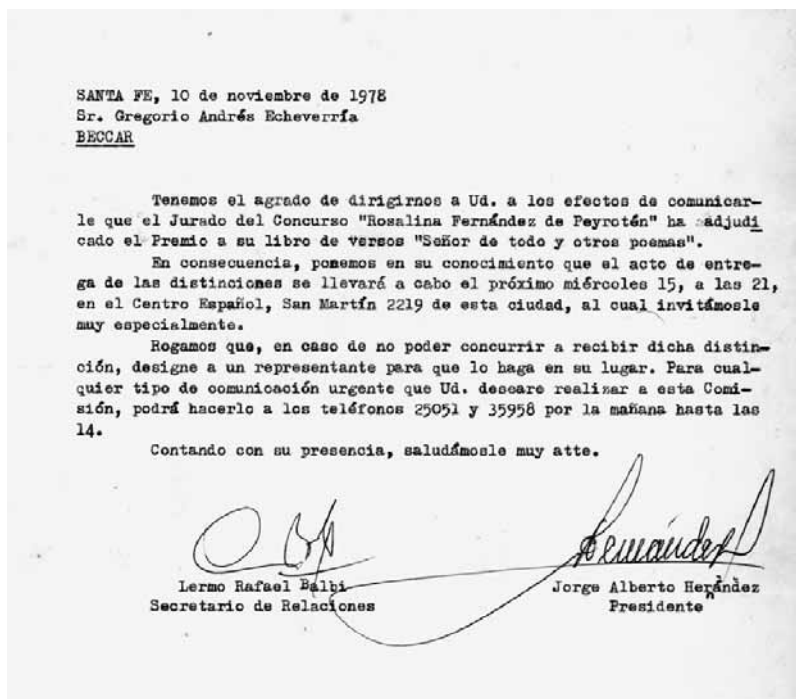 SANTA FE, 10 de noviembre de 1978
Sr. Gregorio Andrés Echeverría
BECCAR
Tenemos el agrado de dirigirnos a Ud. a los efectos de comunicar-
le que el Jurado del Concurso "Rosalina Fernández de Peyrotén" ha adjudi
cado el Premio a su libro de versos "Señor de todo y otros poemas".
En consecuencia, ponemos en su conocimiento que el acto de entre-
ga de las distinciones se llevará a cabo el próximo miércoles 15, a las 21,
en el Centro Español, San Martín 2219 de esta ciudad, al cual invitámosle
muy especialmente.
Rogamos que, en caso de no poder concurrir a recibir dicha distin-
ción, designe a un representante para que lo haga en su lugar. Para cual-
quier tipo de comunicación urgente que Ud. deseare realizar a esta Comi-
sión, podrá hacerlo a los teléfonos 25051 y 35958 por la mañana hasta las
14.
Contando con su presencia, saludámosle muy atte.
Hernández
Lermo Rafael Balbi
Jorge Alberto Hernández
Secretario de Relaciones
Presidente